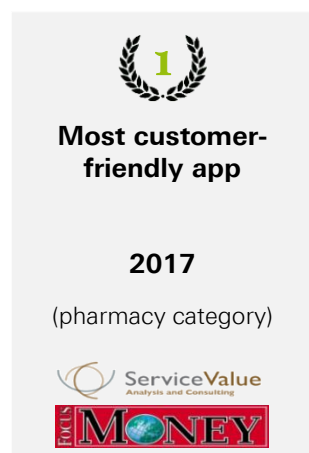 1
Most customer-
friendly app
2017
(pharmacy category)
ServiceValue
Analysis and Consulting
FOCUS
MONEY